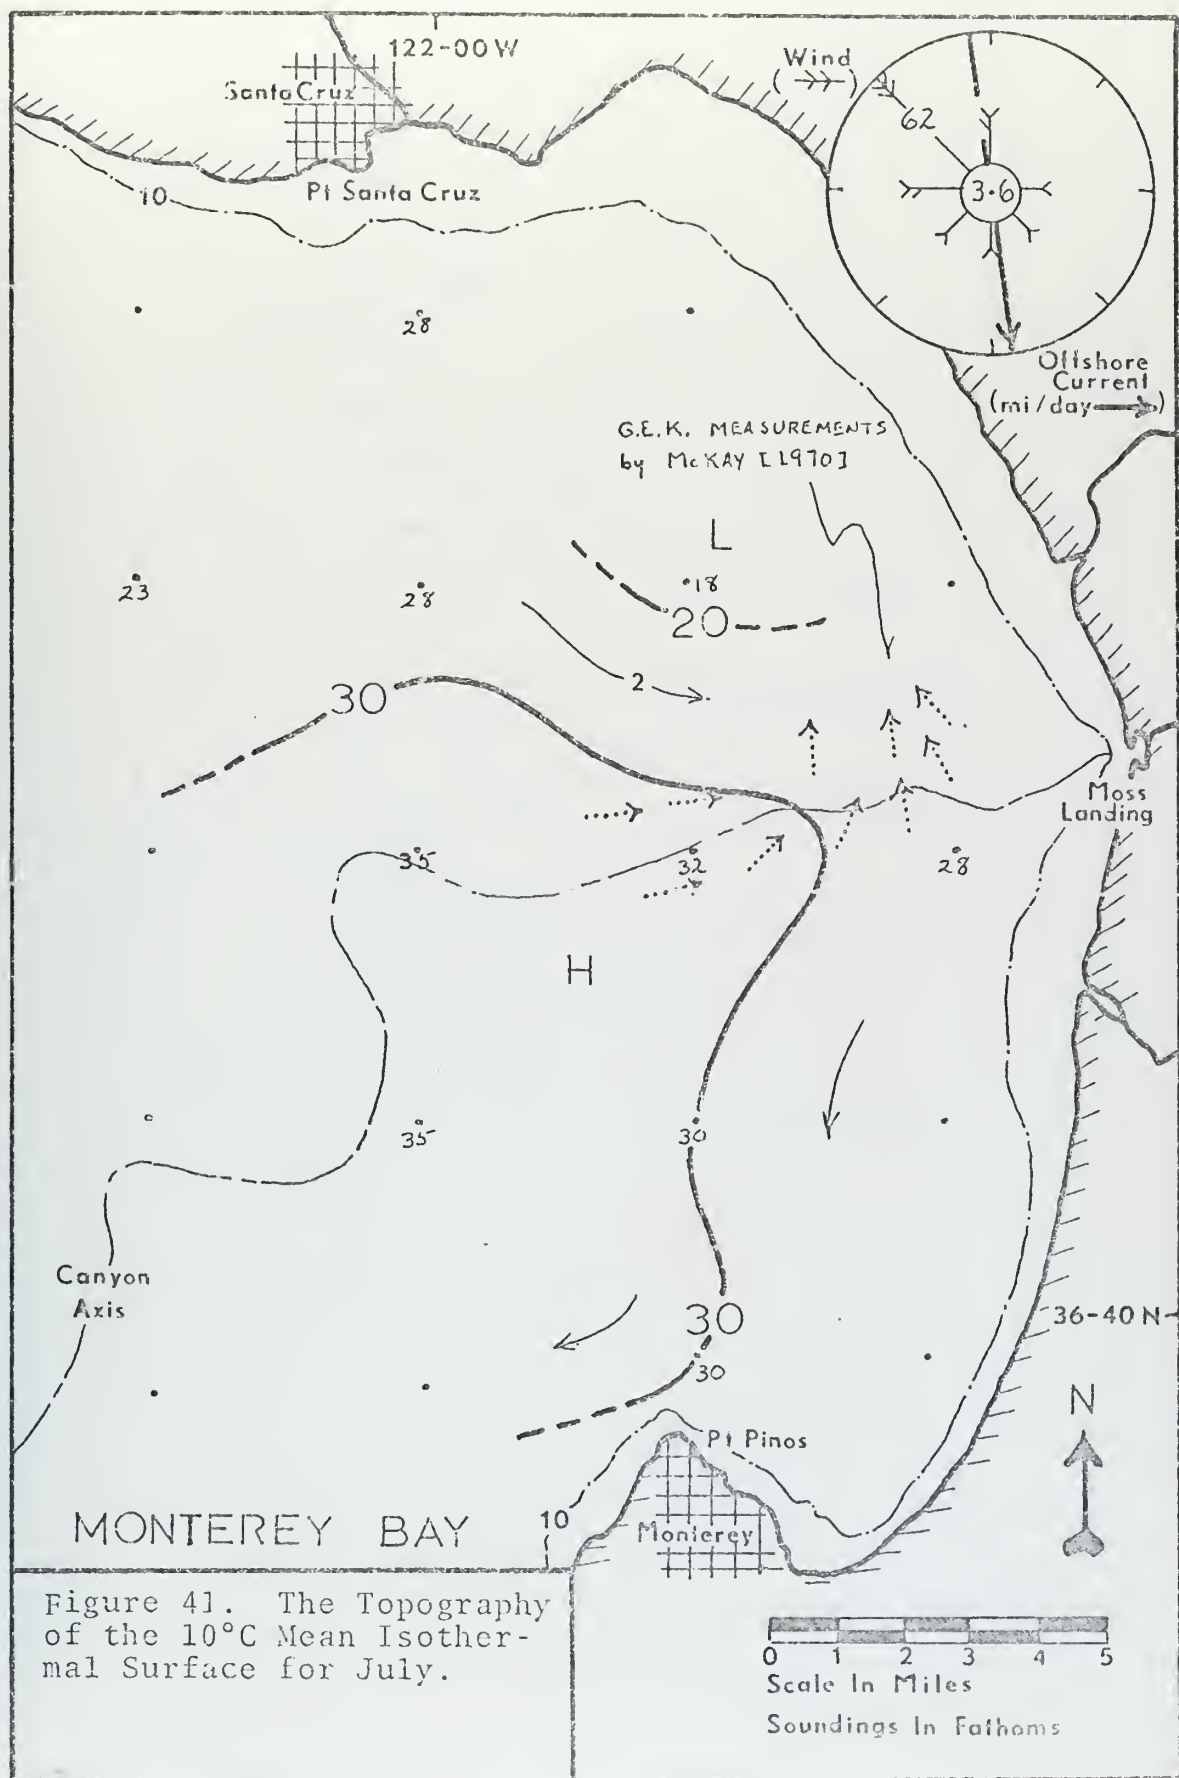 122-00 W
Santa Cruz
Wind
62
3.6
10
Pt Santa Cruz
28
Offshore
Current
(mi/day →)
G.E.K. MEASUREMENTS
by McKAY [1970]
L
18
23
28
20
2
30
Moss
Landing
35
32
28
H
35
30
Canyon
Axis
30
36-40 N
30
N
Pt Pinos
MONTEREY BAY
10
Monterey
Figure 41. The Topography
of the 10°C Mean Isother-
mal Surface for July.
0 1 2 3 4 5
Scale In Miles
Soundings In Fathoms